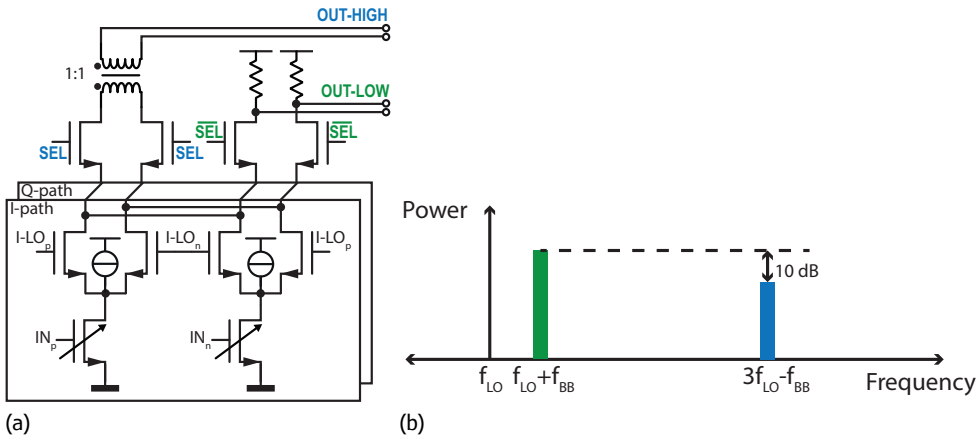 OUT-HIGH
1:1
OUT-LOW
SEL SEL SEL SEL
Q-path
I-path
I-LOp I-LOn I-LOp
INp INn
(a)
Power
10 dB
fLO fLO+fBB 3fLO-fBB
Frequency
(b)